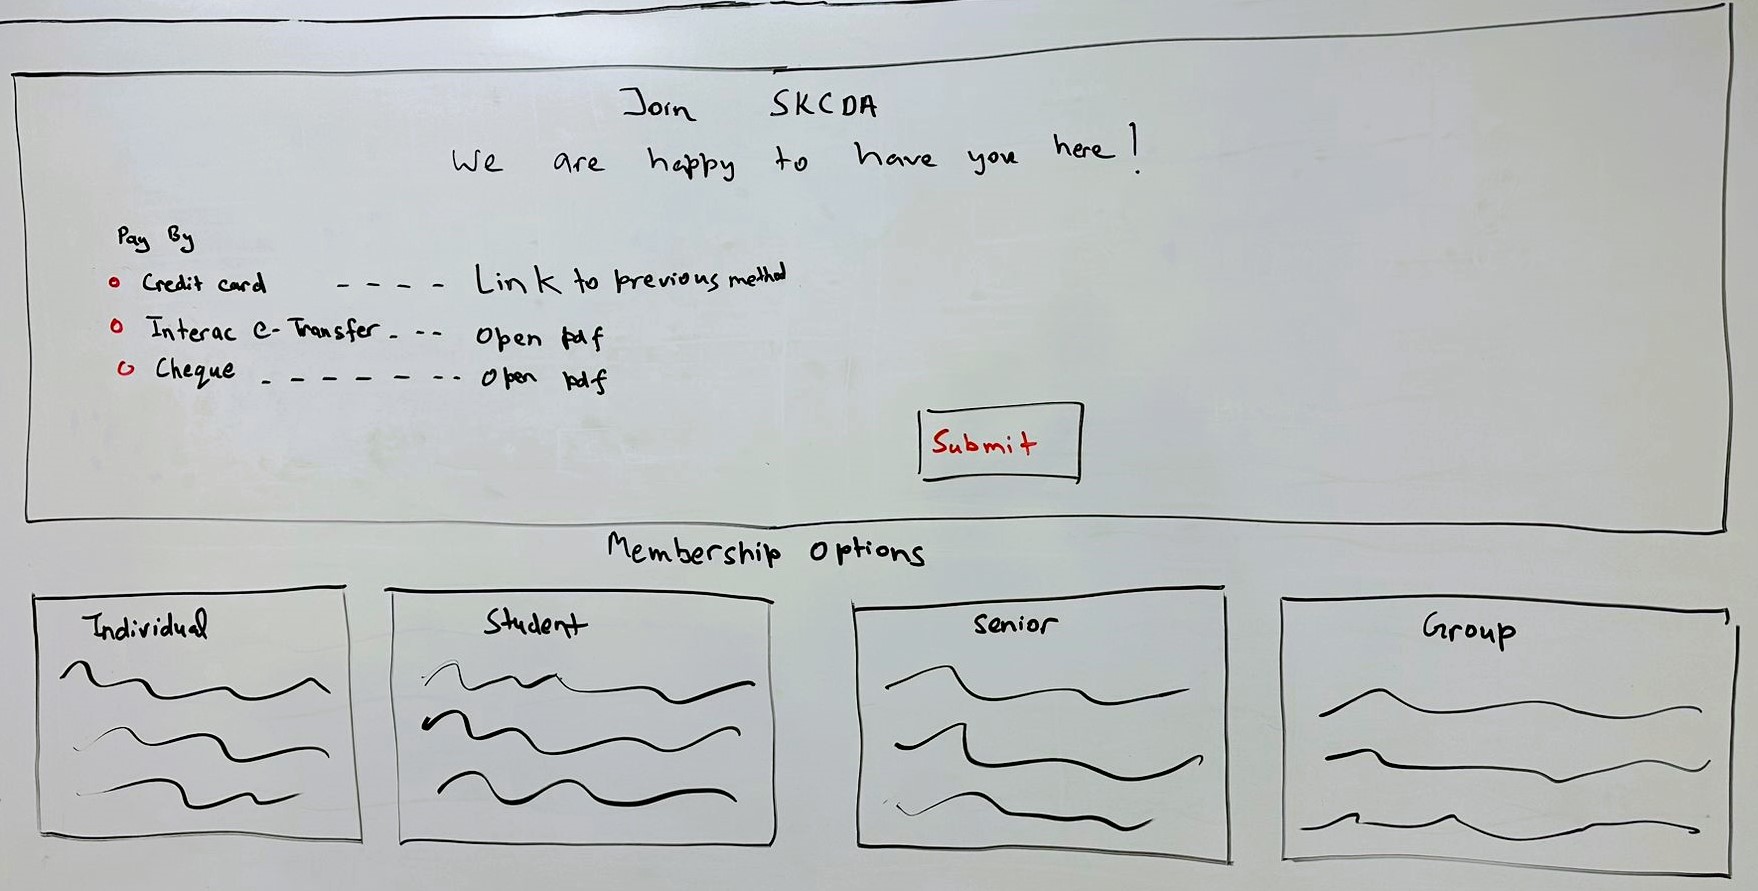 Join SKCDA
We are happy to have you here!
Pay By
Credit card - - - - Link to previous method
Interac e-Transfer - - - Open pdf
Cheque - - - - - - - - Open pdf
Submit
Membership Options
Individual
Student
Senior
Group